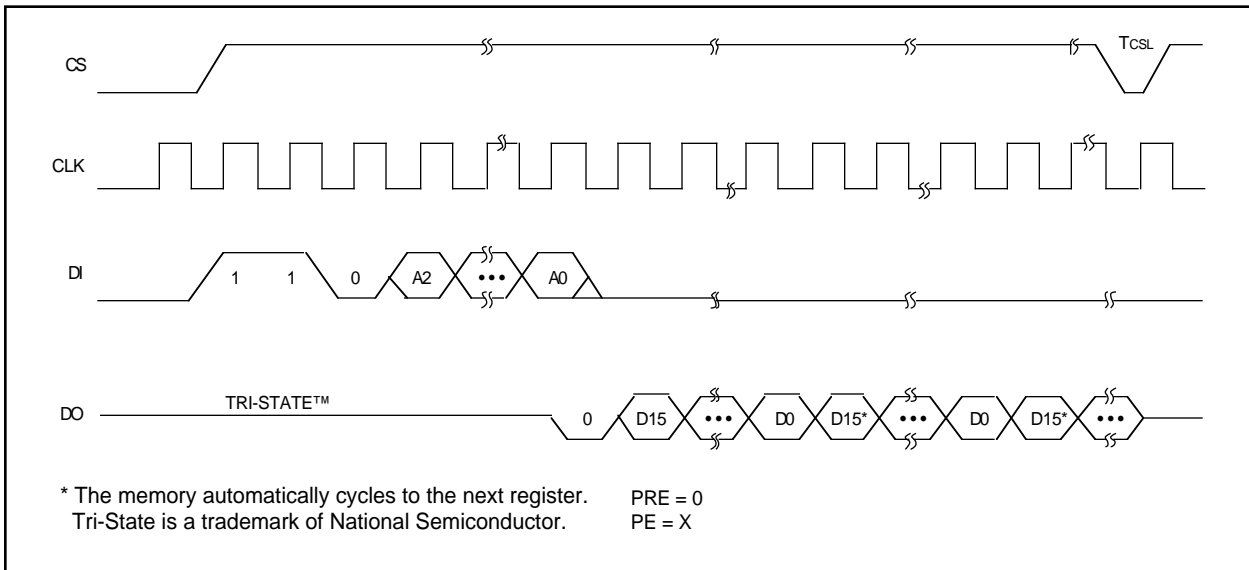 CS
TCSL
CLK
DI
1 1 0 A2 ••• A0
DO
TRI-STATE™
0 D15 ••• D0 D15* ••• D0 D15* •••
* The memory automatically cycles to the next register. PRE = 0
Tri-State is a trademark of National Semiconductor. PE = X